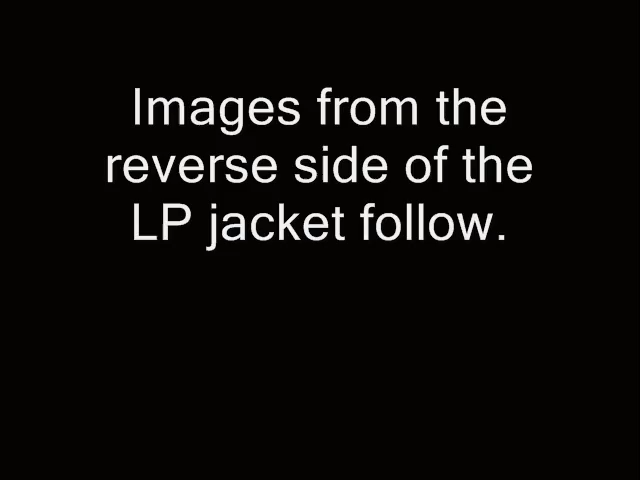 Images from the
reverse side of the
LP jacket follow.